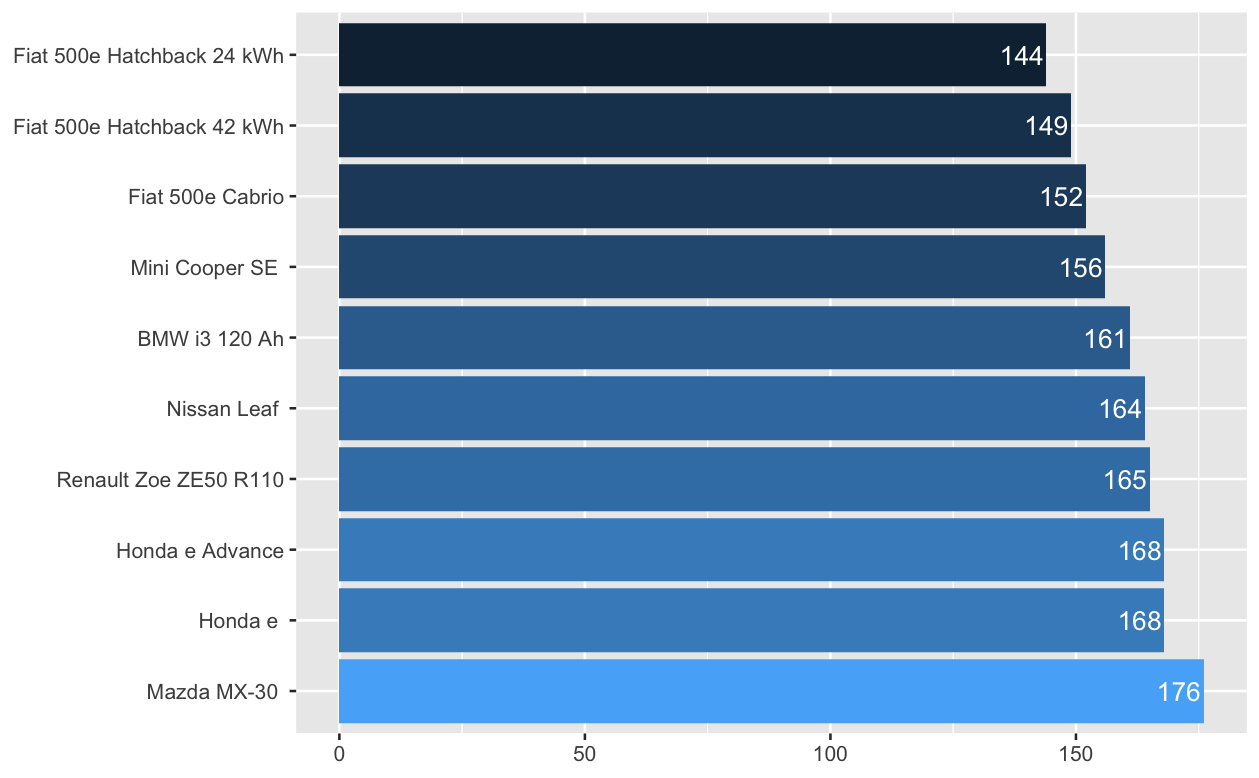 Fiat 500e Hatchback 24 kWh 144
Fiat 500e Hatchback 42 kWh 149
Fiat 500e Cabrio 152
Mini Cooper SE 156
BMW i3 120 Ah 161
Nissan Leaf 164
Renault Zoe ZE50 R110 165
Honda e Advance 168
Honda e 168
Mazda MX-30 176
0 50 100 150